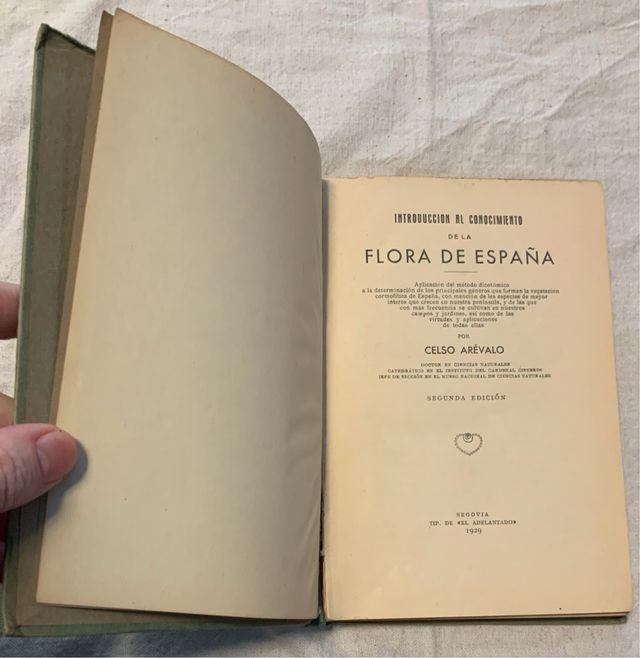 INTRODUCCION AL CONOCIMIENTO
DE LA
FLORA DE ESPAÑA
Aplicación del método dicotómico
a la determinación de los principales géneros que forman la vegetación
cormofítica de España, con mención de las especies de mayor
interés que crecen en nuestra península, y de las que
con más frecuencia se cultivan en nuestros
campos y jardines, así como de las
virtudes y aplicaciones
de todas ellas
POR
CELSO ARÉVALO
DOCTOR EN CIENCIAS NATURALES
CATEDRÁTICO EN EL INSTITUTO DEL CARDENAL CISNEROS
JEFE DE SECCIÓN EN EL MUSEO NACIONAL DE CIENCIAS NATURALES
SEGUNDA EDICIÓN
SEGOVIA
TIP. DE «EL ADELANTADO»
1929